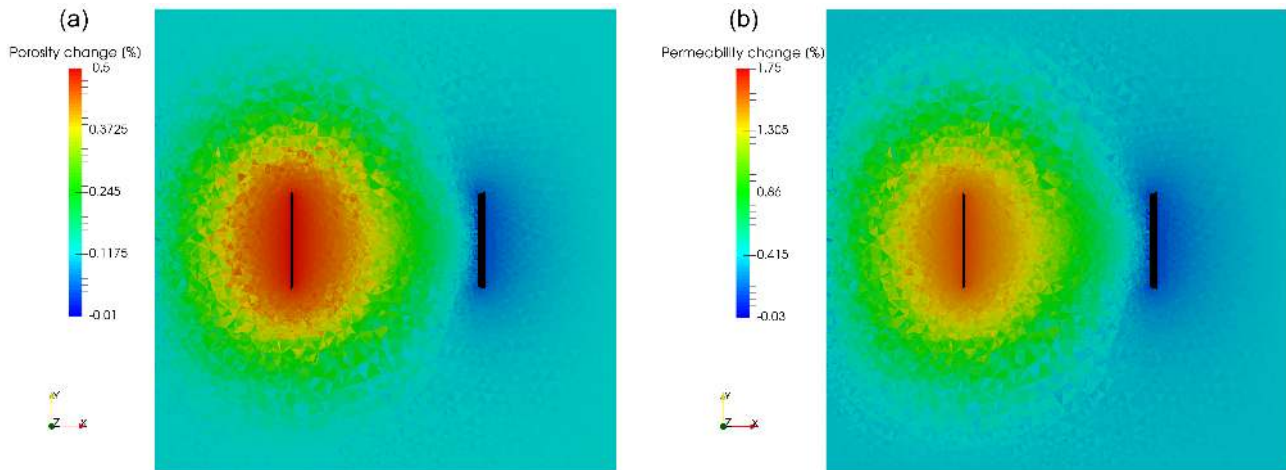 (a)
Porosity change (%)
0.5
0.3725
0.245
0.1175
-0.01
Y
Z X
(b)
Permeability change (%)
1.75
1.305
0.86
0.415
-0.03
Y
Z X